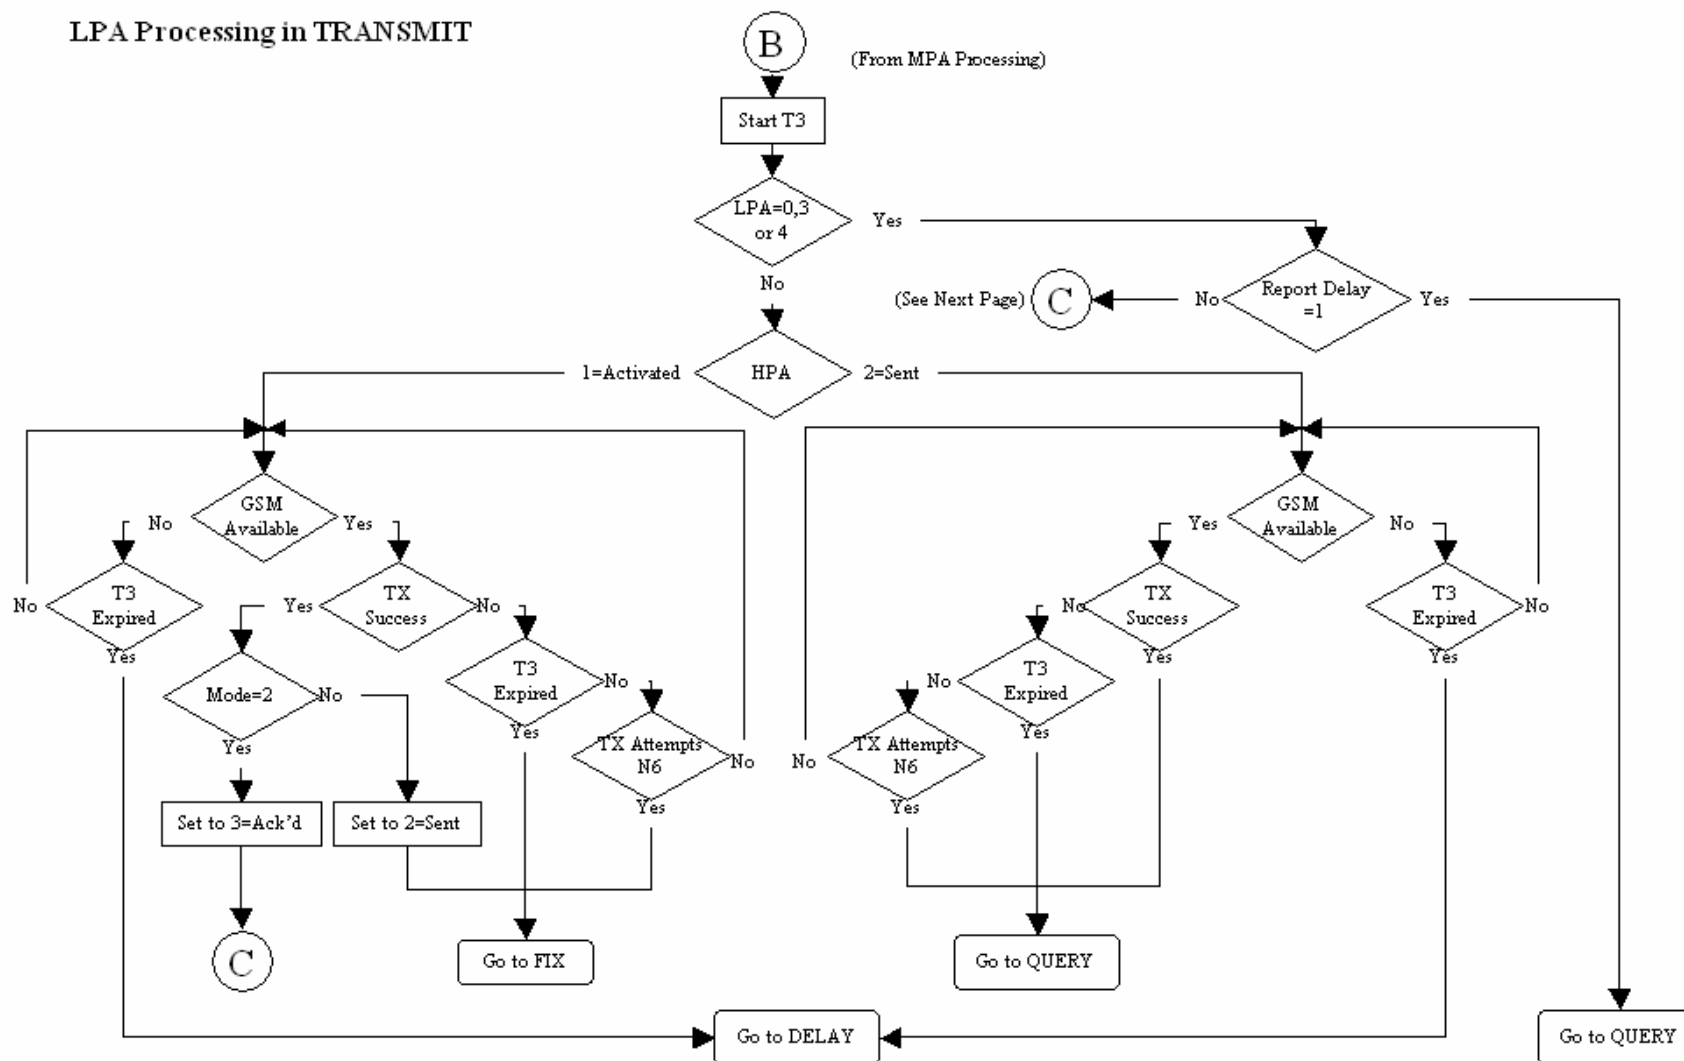 LPA Processing in TRANSMIT
B
(From MPA Processing)
Start T3
LPA=0,3
or 4
Yes
No
(See Next Page)
C
No
Report Delay
=1
Yes
1=Activated
HPA
2=Sent
GSM
Available
No
Yes
GSM
Available
Yes
No
No
T3
Expired
Yes
Yes
TX
Success
No
No
TX
Success
Yes
T3
Expired
No
Yes
Mode=2
No
Yes
T3
Expired
No
Yes
No
T3
Expired
Yes
TX Attempts
N6
No
Yes
No
TX Attempts
N6
Yes
Set to 3=Ack'd
Set to 2=Sent
C
Go to FIX
Go to QUERY
Go to DELAY
Go to QUERY